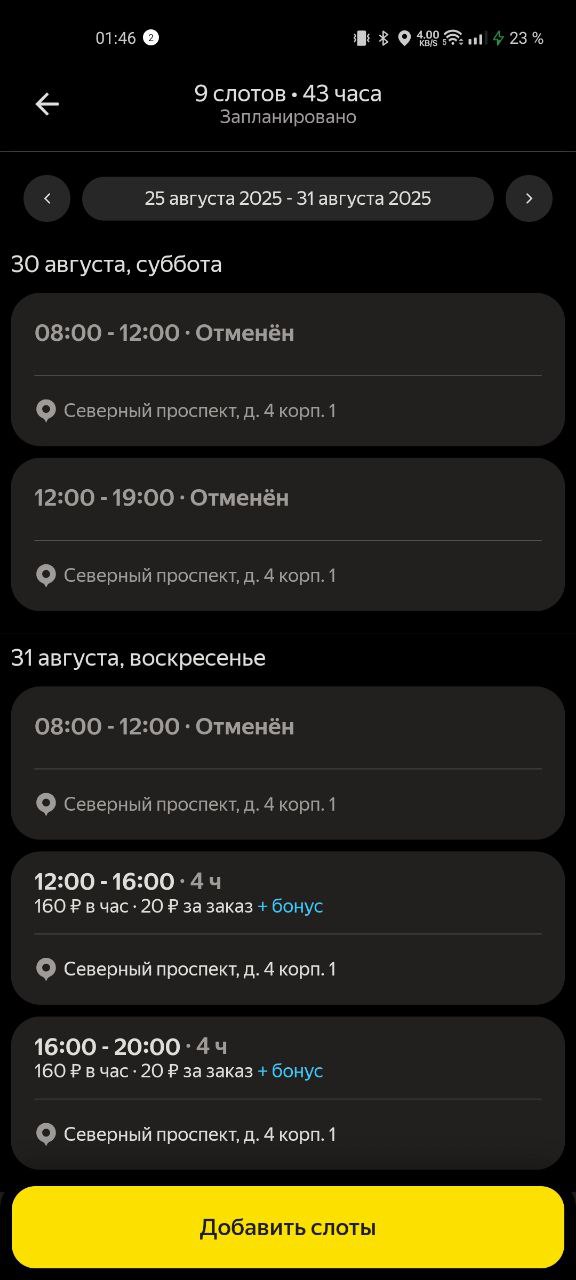 01:46 2 4.00 KB/S 5 23 %
9 слотов • 43 часа
Запланировано
25 августа 2025 - 31 августа 2025
30 августа, суббота
08:00 - 12:00 · Отменён
Северный проспект, д. 4 корп. 1
12:00 - 19:00 · Отменён
Северный проспект, д. 4 корп. 1
31 августа, воскресенье
08:00 - 12:00 · Отменён
Северный проспект, д. 4 корп. 1
12:00 - 16:00 · 4 ч
160 ₽ в час · 20 ₽ за заказ + бонус
Северный проспект, д. 4 корп. 1
16:00 - 20:00 · 4 ч
160 ₽ в час · 20 ₽ за заказ + бонус
Северный проспект, д. 4 корп. 1
Добавить слоты